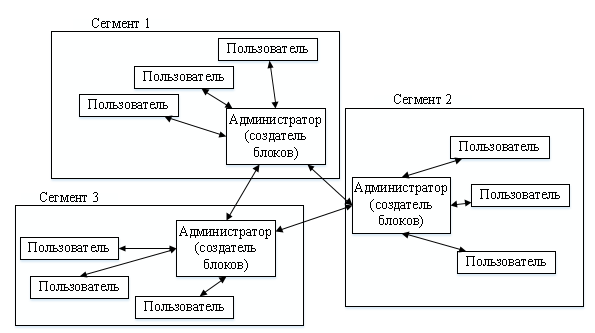 Сегмент 1
Пользователь
Пользователь
Пользователь
Администратор
(создатель
блоков)
Сегмент 2
Пользователь
Администратор
(создатель
блоков)
Пользователь
Пользователь
Сегмент 3
Администратор
(создатель
блоков)
Пользователь
Пользователь
Пользователь